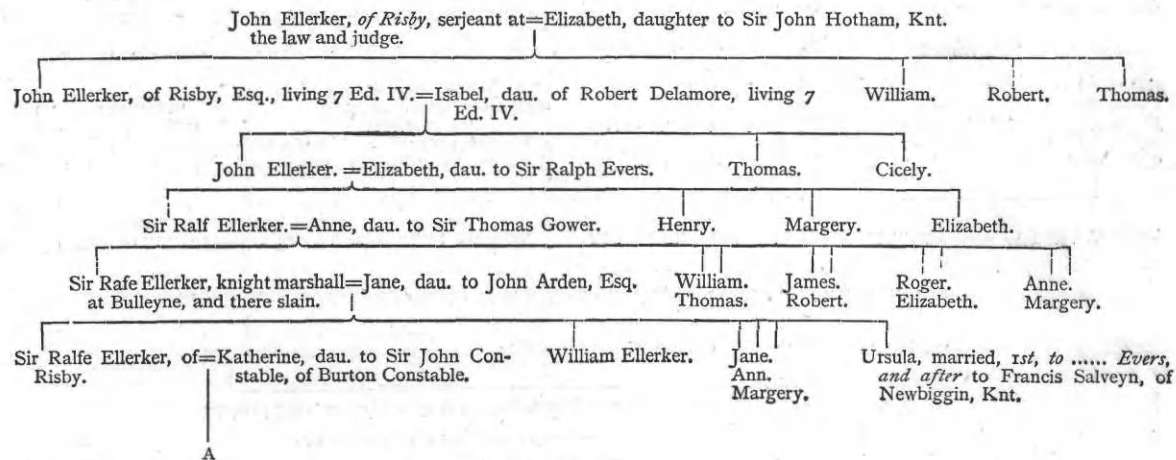 John Ellerker, of Risby, serjeant at=Elizabeth, daughter to Sir John Hotham, Knt.
the law and judge.
John Ellerker, of Risby, Esq., living 7 Ed. IV.=Isabel, dau. of Robert Delamore, living 7 William. Robert. Thomas.
Ed. IV.
John Ellerker. =Elizabeth, dau. to Sir Ralph Evers. Thomas. Cicely.
Sir Ralf Ellerker.=Anne, dau. to Sir Thomas Gower. Henry. Margery. Elizabeth.
Sir Rafe Ellerker, knight marshall=Jane, dau. to John Arden, Esq. William. James. Roger. Anne.
at Bulleyne, and there slain. Thomas. Robert. Elizabeth. Margery.
Sir Ralfe Ellerker, of=Katherine, dau. to Sir John Con- William Ellerker. Jane. Ursula, married, 1st, to ...... Evers,
Risby. stable, of Burton Constable. Ann. and after to Francis Salveyn, of
Margery. Newbiggin, Knt.
A